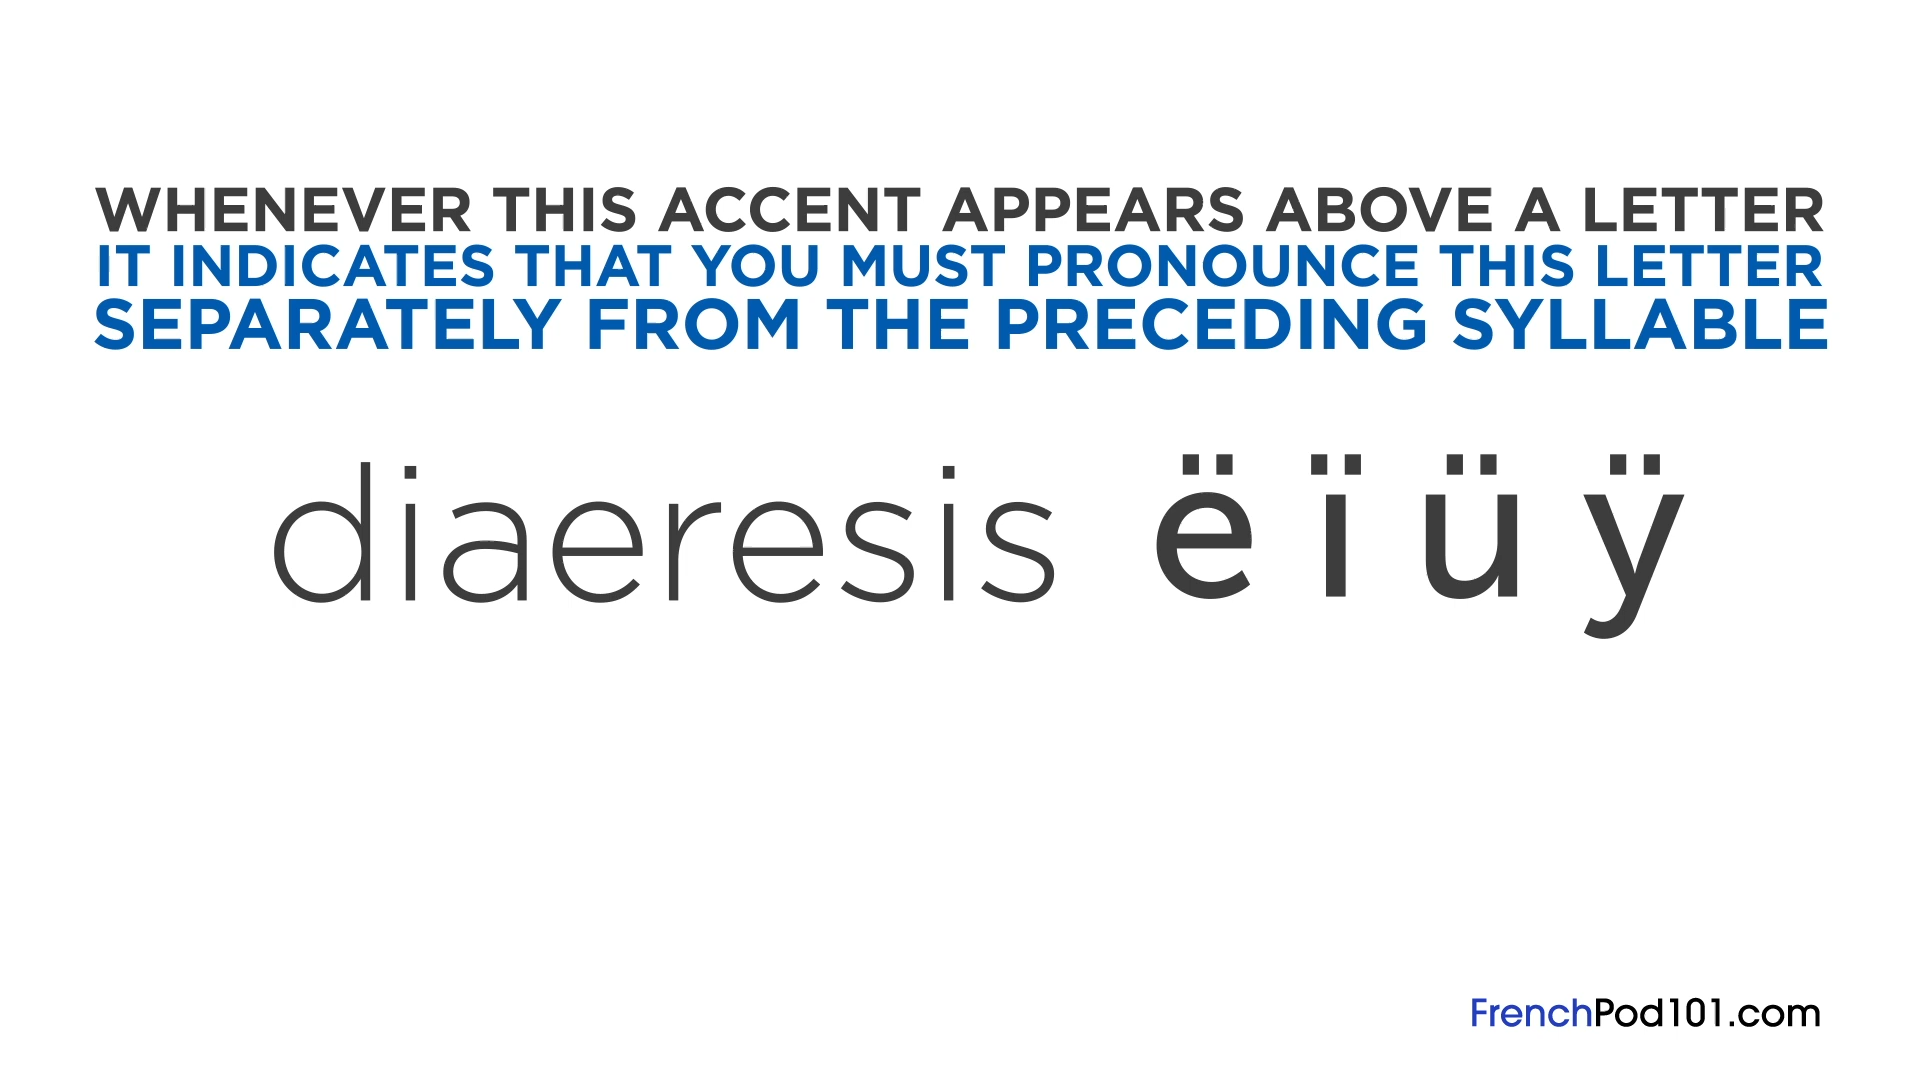 WHENEVER THIS ACCENT APPEARS ABOVE A LETTER
IT INDICATES THAT YOU MUST PRONOUNCE THIS LETTER
SEPARATELY FROM THE PRECEDING SYLLABLE
diaeresis ë ï ü ÿ
FrenchPod101.com